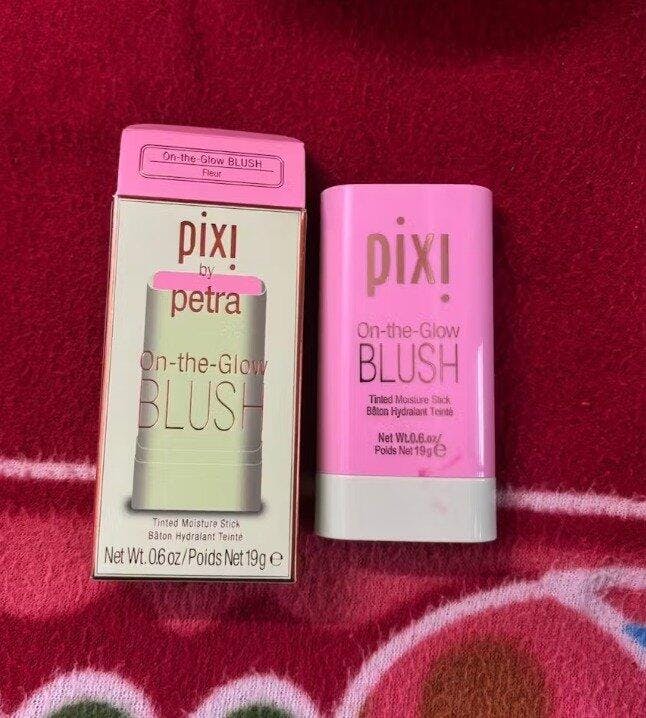 On-the-Glow BLUSH
Fleur
pixi
by
petra
On-the-Glow
BLUSH
Tinted Moisture Stick
Bâton Hydralant Teinté
Net Wt. 0.6 oz/Poids Net 19g e
pixi
On-the-Glow
BLUSH
Tinted Moisture Stick
Bâton Hydralant Teinté
Net Wt.0.6.oz/
Poids Net 19g e